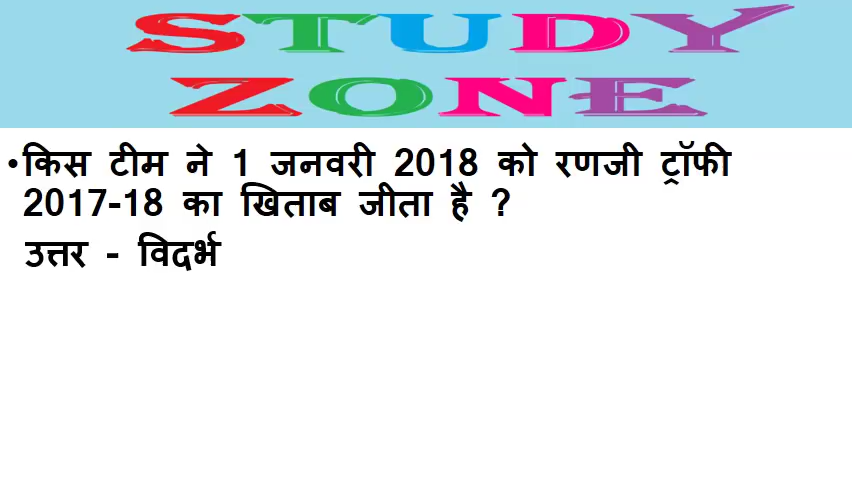 STUDY
ZONE
•किस टीम ने 1 जनवरी 2018 को रणजी ट्रॉफी
2017-18 का खिताब जीता है ?
उत्तर - विदर्भ